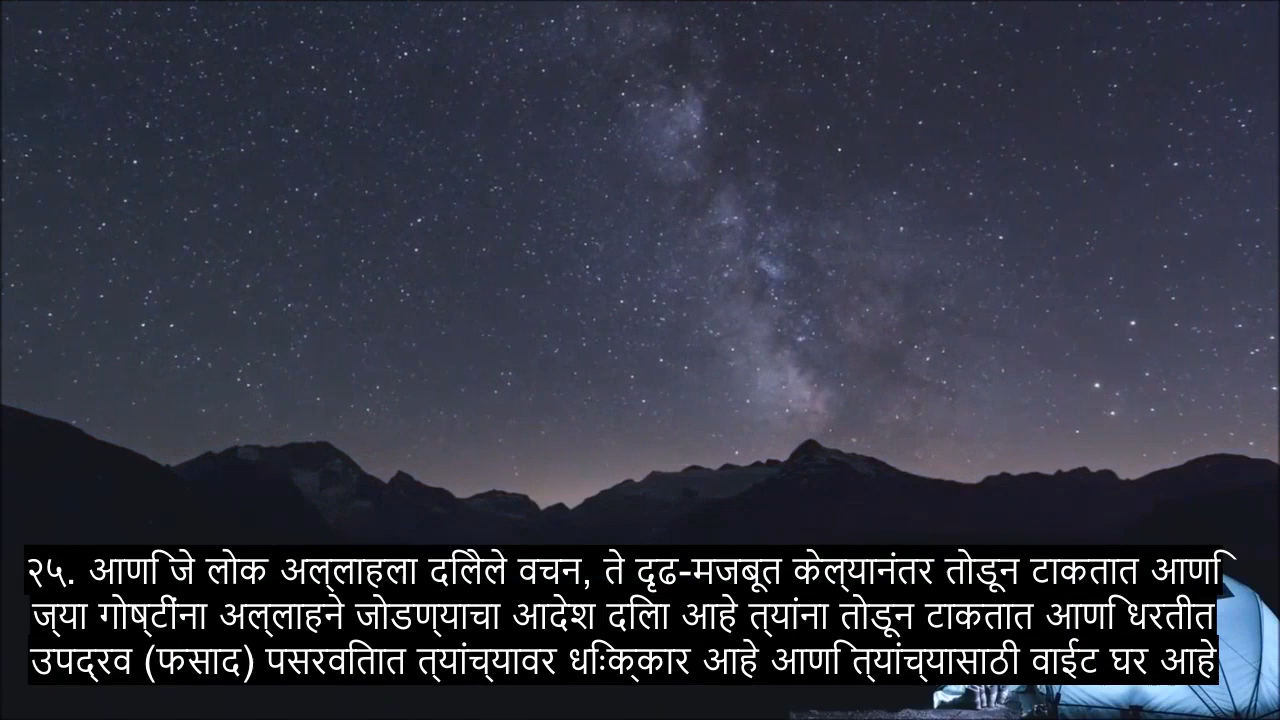 २५. आणि जे लोक अल्लाहला दिलेले वचन, ते दृढ-मजबूत केल्यानंतर तोडून टाकतात आणि
ज्या गोष्टींना अल्लाहने जोडण्याचा आदेश दिला आहे त्यांना तोडून टाकतात आणि धरतीत
उपद्रव (फसाद) पसरवितात त्यांच्यावर धिःक्कार आहे आणि त्यांच्यासाठी वाईट घर आहे